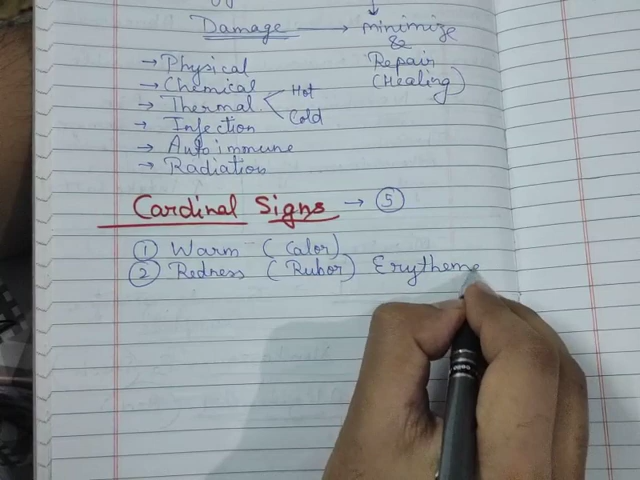 Damage → minimize
&
→ Physical Repair
→ Chemical (Healing)
→ Thermal Hot
Cold
→ Infection
→ Autoimmune
→ Radiation
Cardinal Signs → 5
1 Warm (Calor)
2 Redness (Rubor) Erytheme